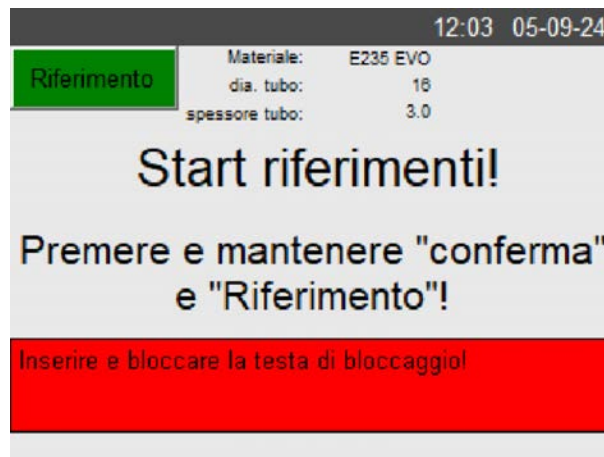 12:03 05-09-24
Riferimento
Materiale: E235 EVO
dia. tubo: 16
spessore tubo: 3.0
Start riferimenti!
Premere e mantenere "conferma"
e "Riferimento"!
Inserire e bloccare la testa di bloccaggio!